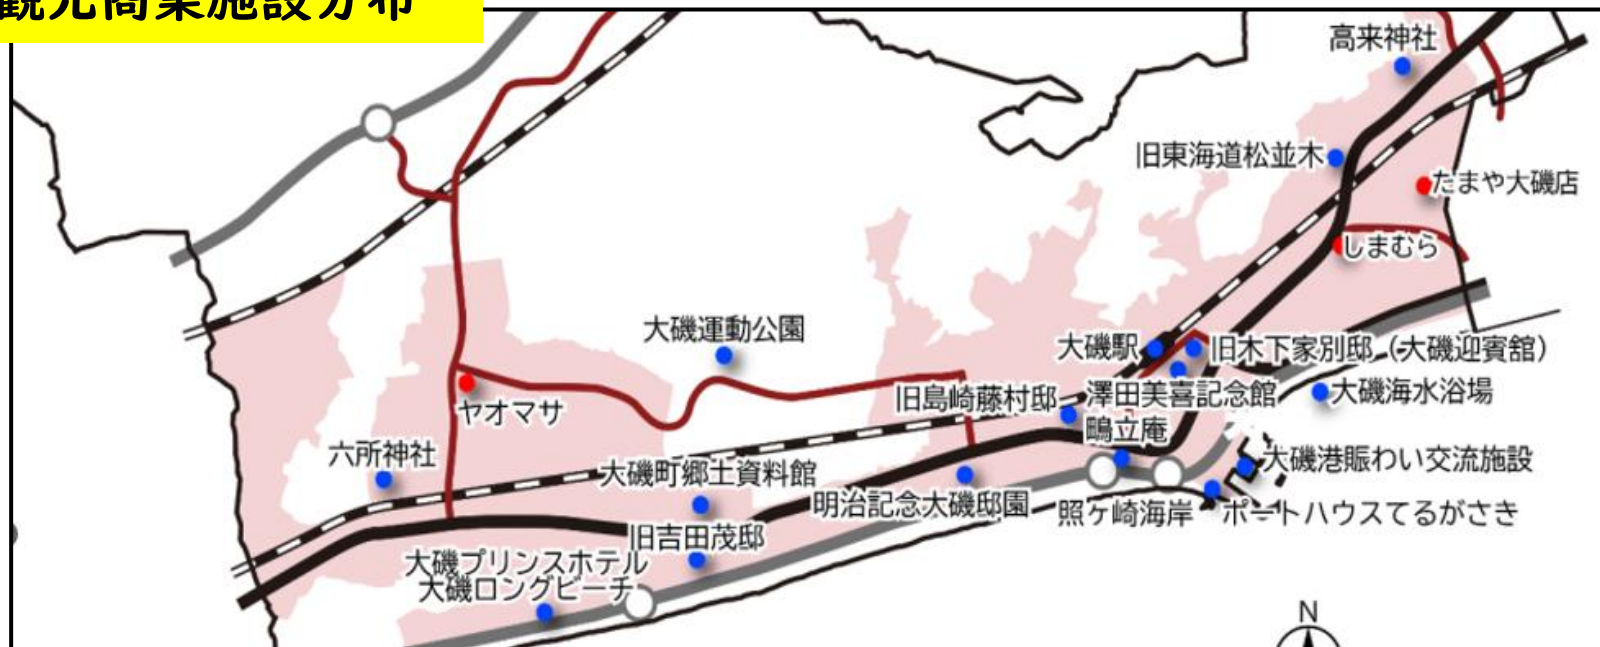 観光商業施設分布
高来神社
旧東海道松並木
たまや大磯店
しまむら
大磯運動公園
大磯駅
旧木下家別邸（大磯迎賓舘）
澤田美喜記念館
大磯海水浴場
旧島崎藤村邸
ヤオマサ
鴫立庵
六所神社
大磯町郷土資料館
大磯港賑わい交流施設
明治記念大磯邸園
照ヶ崎海岸
ポートハウスてるがさき
旧吉田茂邸
大磯プリンスホテル
大磯ロングビーチ
N